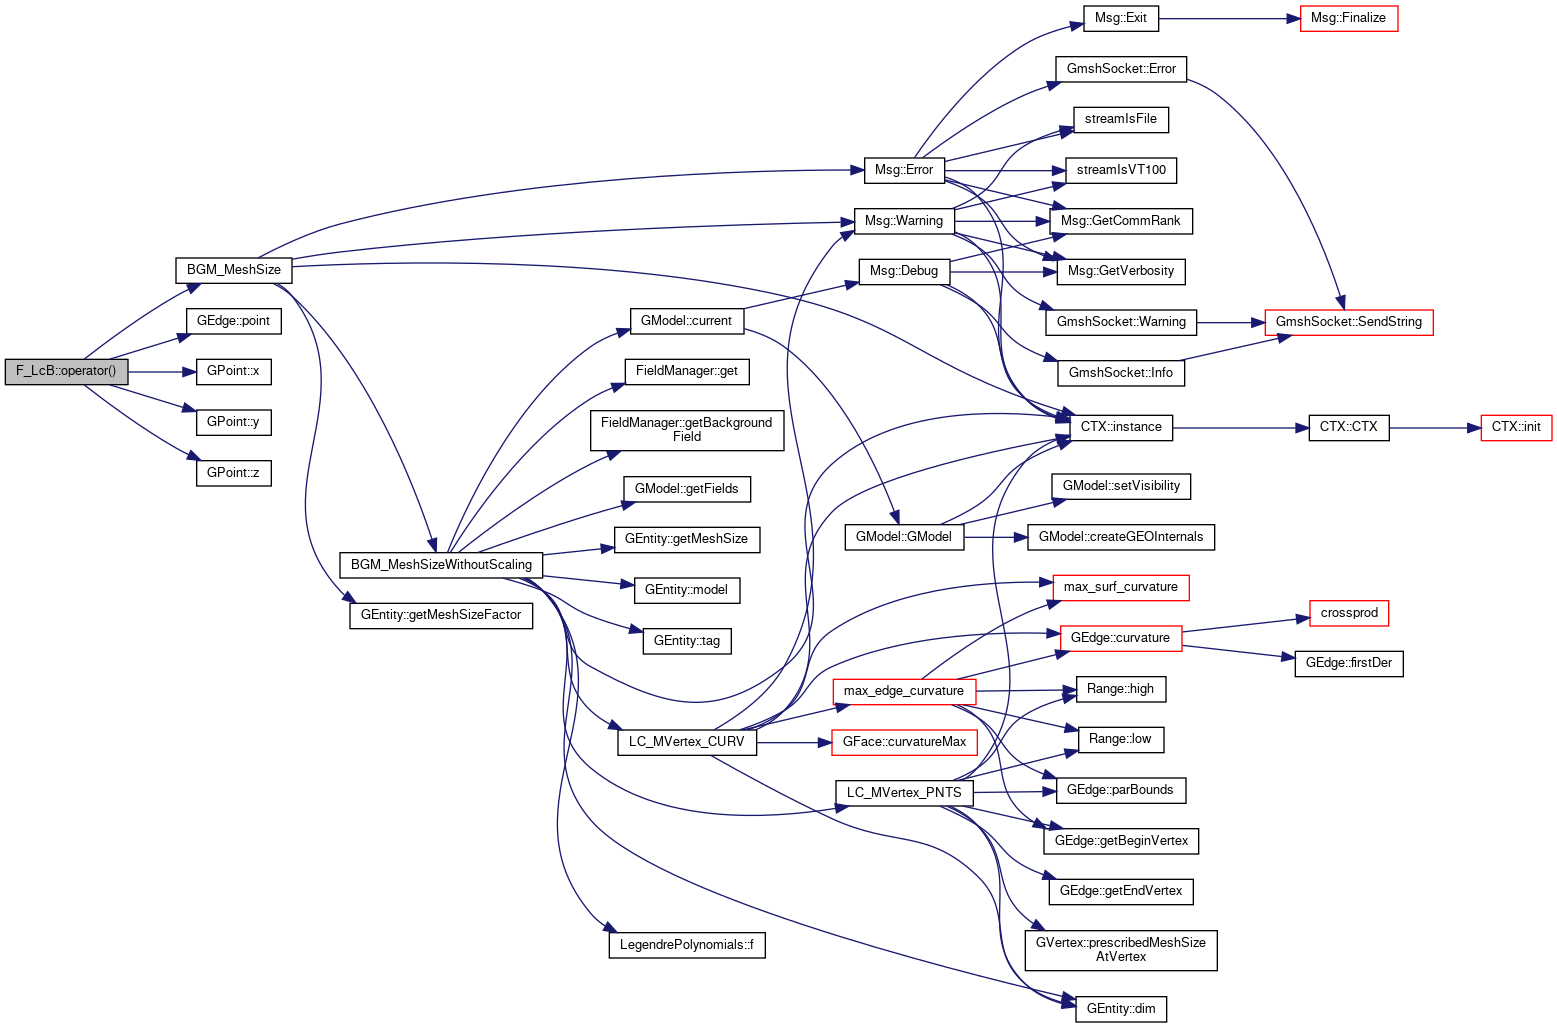 Msg::Exit
Msg::Finalize
GmshSocket::Error
streamIsFile
Msg::Error
streamIsVT100
Msg::Warning
Msg::GetCommRank
BGM_MeshSize
Msg::Debug
Msg::GetVerbosity
GEdge::point
GModel::current
GmshSocket::Warning
GmshSocket::SendString
F_LcB::operator()
GPoint::x
FieldManager::get
GmshSocket::Info
GPoint::y
FieldManager::getBackground
Field
CTX::instance
CTX::CTX
CTX::init
GPoint::z
GModel::getFields
GModel::setVisibility
GEntity::getMeshSize
GModel::GModel
GModel::createGEOInternals
BGM_MeshSizeWithoutScaling
GEntity::model
max_surf_curvature
GEntity::getMeshSizeFactor
crossprod
GEntity::tag
GEdge::curvature
GEdge::firstDer
max_edge_curvature
Range::high
LC_MVertex_CURV
GFace::curvatureMax
Range::low
LC_MVertex_PNTS
GEdge::parBounds
GEdge::getBeginVertex
GEdge::getEndVertex
LegendrePolynomials::f
GVertex::prescribedMeshSize
AtVertex
GEntity::dim